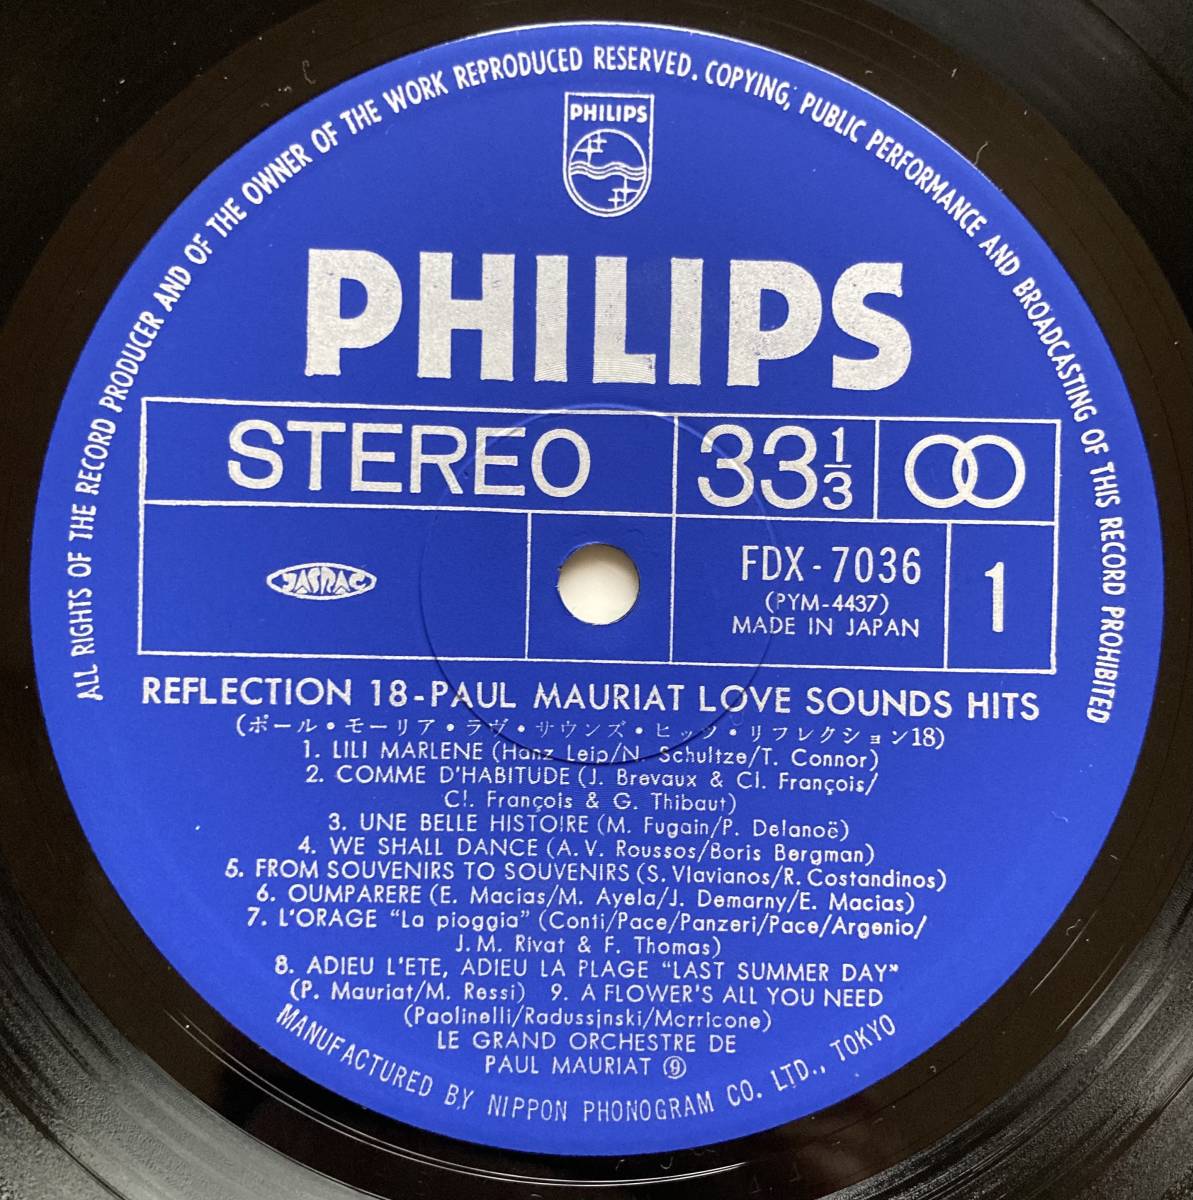 ALL RIGHTS OF THE RECORD PRODUCER AND OF THE OWNER OF THE WORK REPRODUCED RESERVED. COPYING, PUBLIC PERFORMANCE AND BROADCASTING OF THIS RECORD PROHIBITED
PHILIPS
PHILIPS
STEREO
33 1/3
JASRAC
FDX-7036
(PYM-4437)
MADE IN JAPAN
1
REFLECTION 18-PAUL MAURIAT LOVE SOUNDS HITS
(ポール・モーリア・ラヴ・サウンズ・ヒッツ・リフレクション18)
1. LILI MARLENE (Hanz Leip/N. Schultze/T. Connor)
2. COMME D'HABITUDE (J. Brevaux & Cl. François/
Cl. François & G. Thibaut)
3. UNE BELLE HISTOIRE (M. Fugain/P. Delanoë)
4. WE SHALL DANCE (A.V. Roussos/Boris Bergman)
5. FROM SOUVENIRS TO SOUVENIRS (S. Vlavianos/R. Costandinos)
6. OUMPARERE (E. Macias/M. Ayela/J. Demarny/E. Macias)
7. L'ORAGE "La pioggia" (Conti/Pace/Panzeri/Pace/Argenio/
J.M. Rivat & F. Thomas)
8. ADIEU L'ETE, ADIEU LA PLAGE "LAST SUMMER DAY"
(P. Mauriat/M. Ressi) 9. A FLOWER'S ALL YOU NEED
(Paolinelli/Radussjnski/Morricone)
LE GRAND ORCHESTRE DE
PAUL MAURIAT ⑨
MANUFACTURED BY NIPPON PHONOGRAM CO. LTD., TOKYO